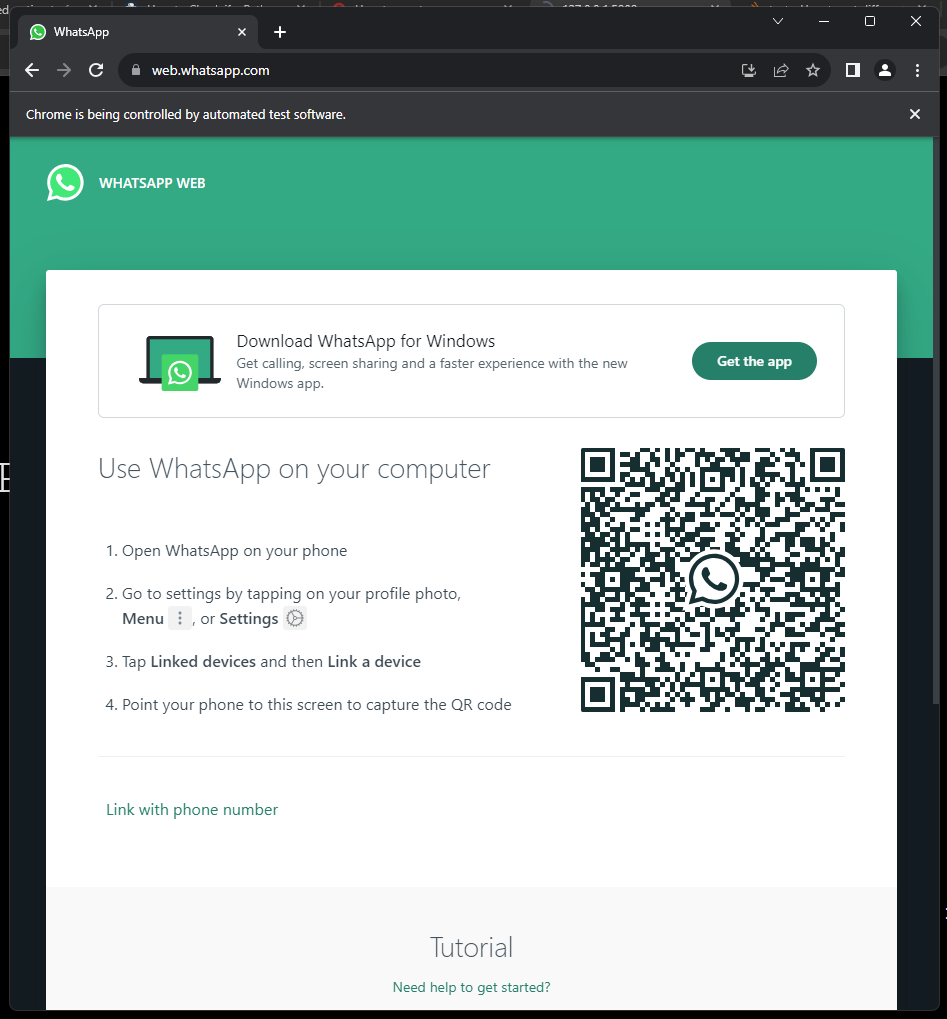 WhatsApp
web.whatsapp.com
Chrome is being controlled by automated test software.
WHATSAPP WEB
Download WhatsApp for Windows
Get calling, screen sharing and a faster experience with the new
Windows app.
Get the app
Use WhatsApp on your computer
1. Open WhatsApp on your phone
2. Go to settings by tapping on your profile photo,
Menu , or Settings
3. Tap Linked devices and then Link a device
4. Point your phone to this screen to capture the QR code
Link with phone number
Tutorial
Need help to get started?